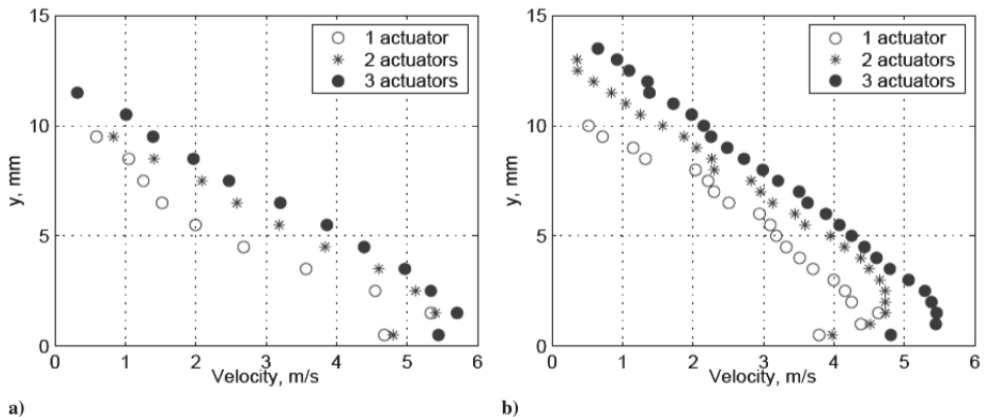 15
10
5
0
y, mm
0 1 2 3 4 5 6
Velocity, m/s
1 actuator
2 actuators
3 actuators
a)
15
10
5
0
y, mm
0 1 2 3 4 5 6
Velocity, m/s
1 actuator
2 actuators
3 actuators
b)